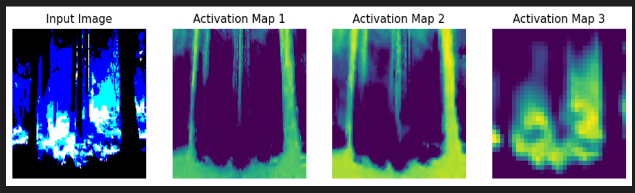 Input Image
Activation Map 1
Activation Map 2
Activation Map 3